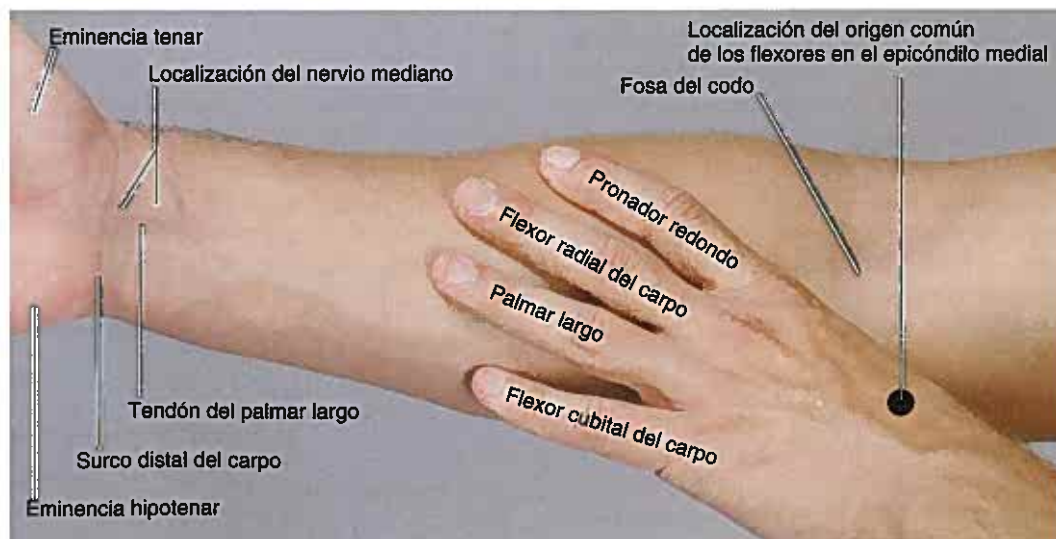 Eminencia tenar
Localización del nervio mediano
Localización del origen común
de los flexores en el epicóndilo medial
Fosa del codo
Pronador redondo
Flexor radial del carpo
Palmar largo
Flexor cubital del carpo
Tendón del palmar largo
Surco distal del carpo
Eminencia hipotenar